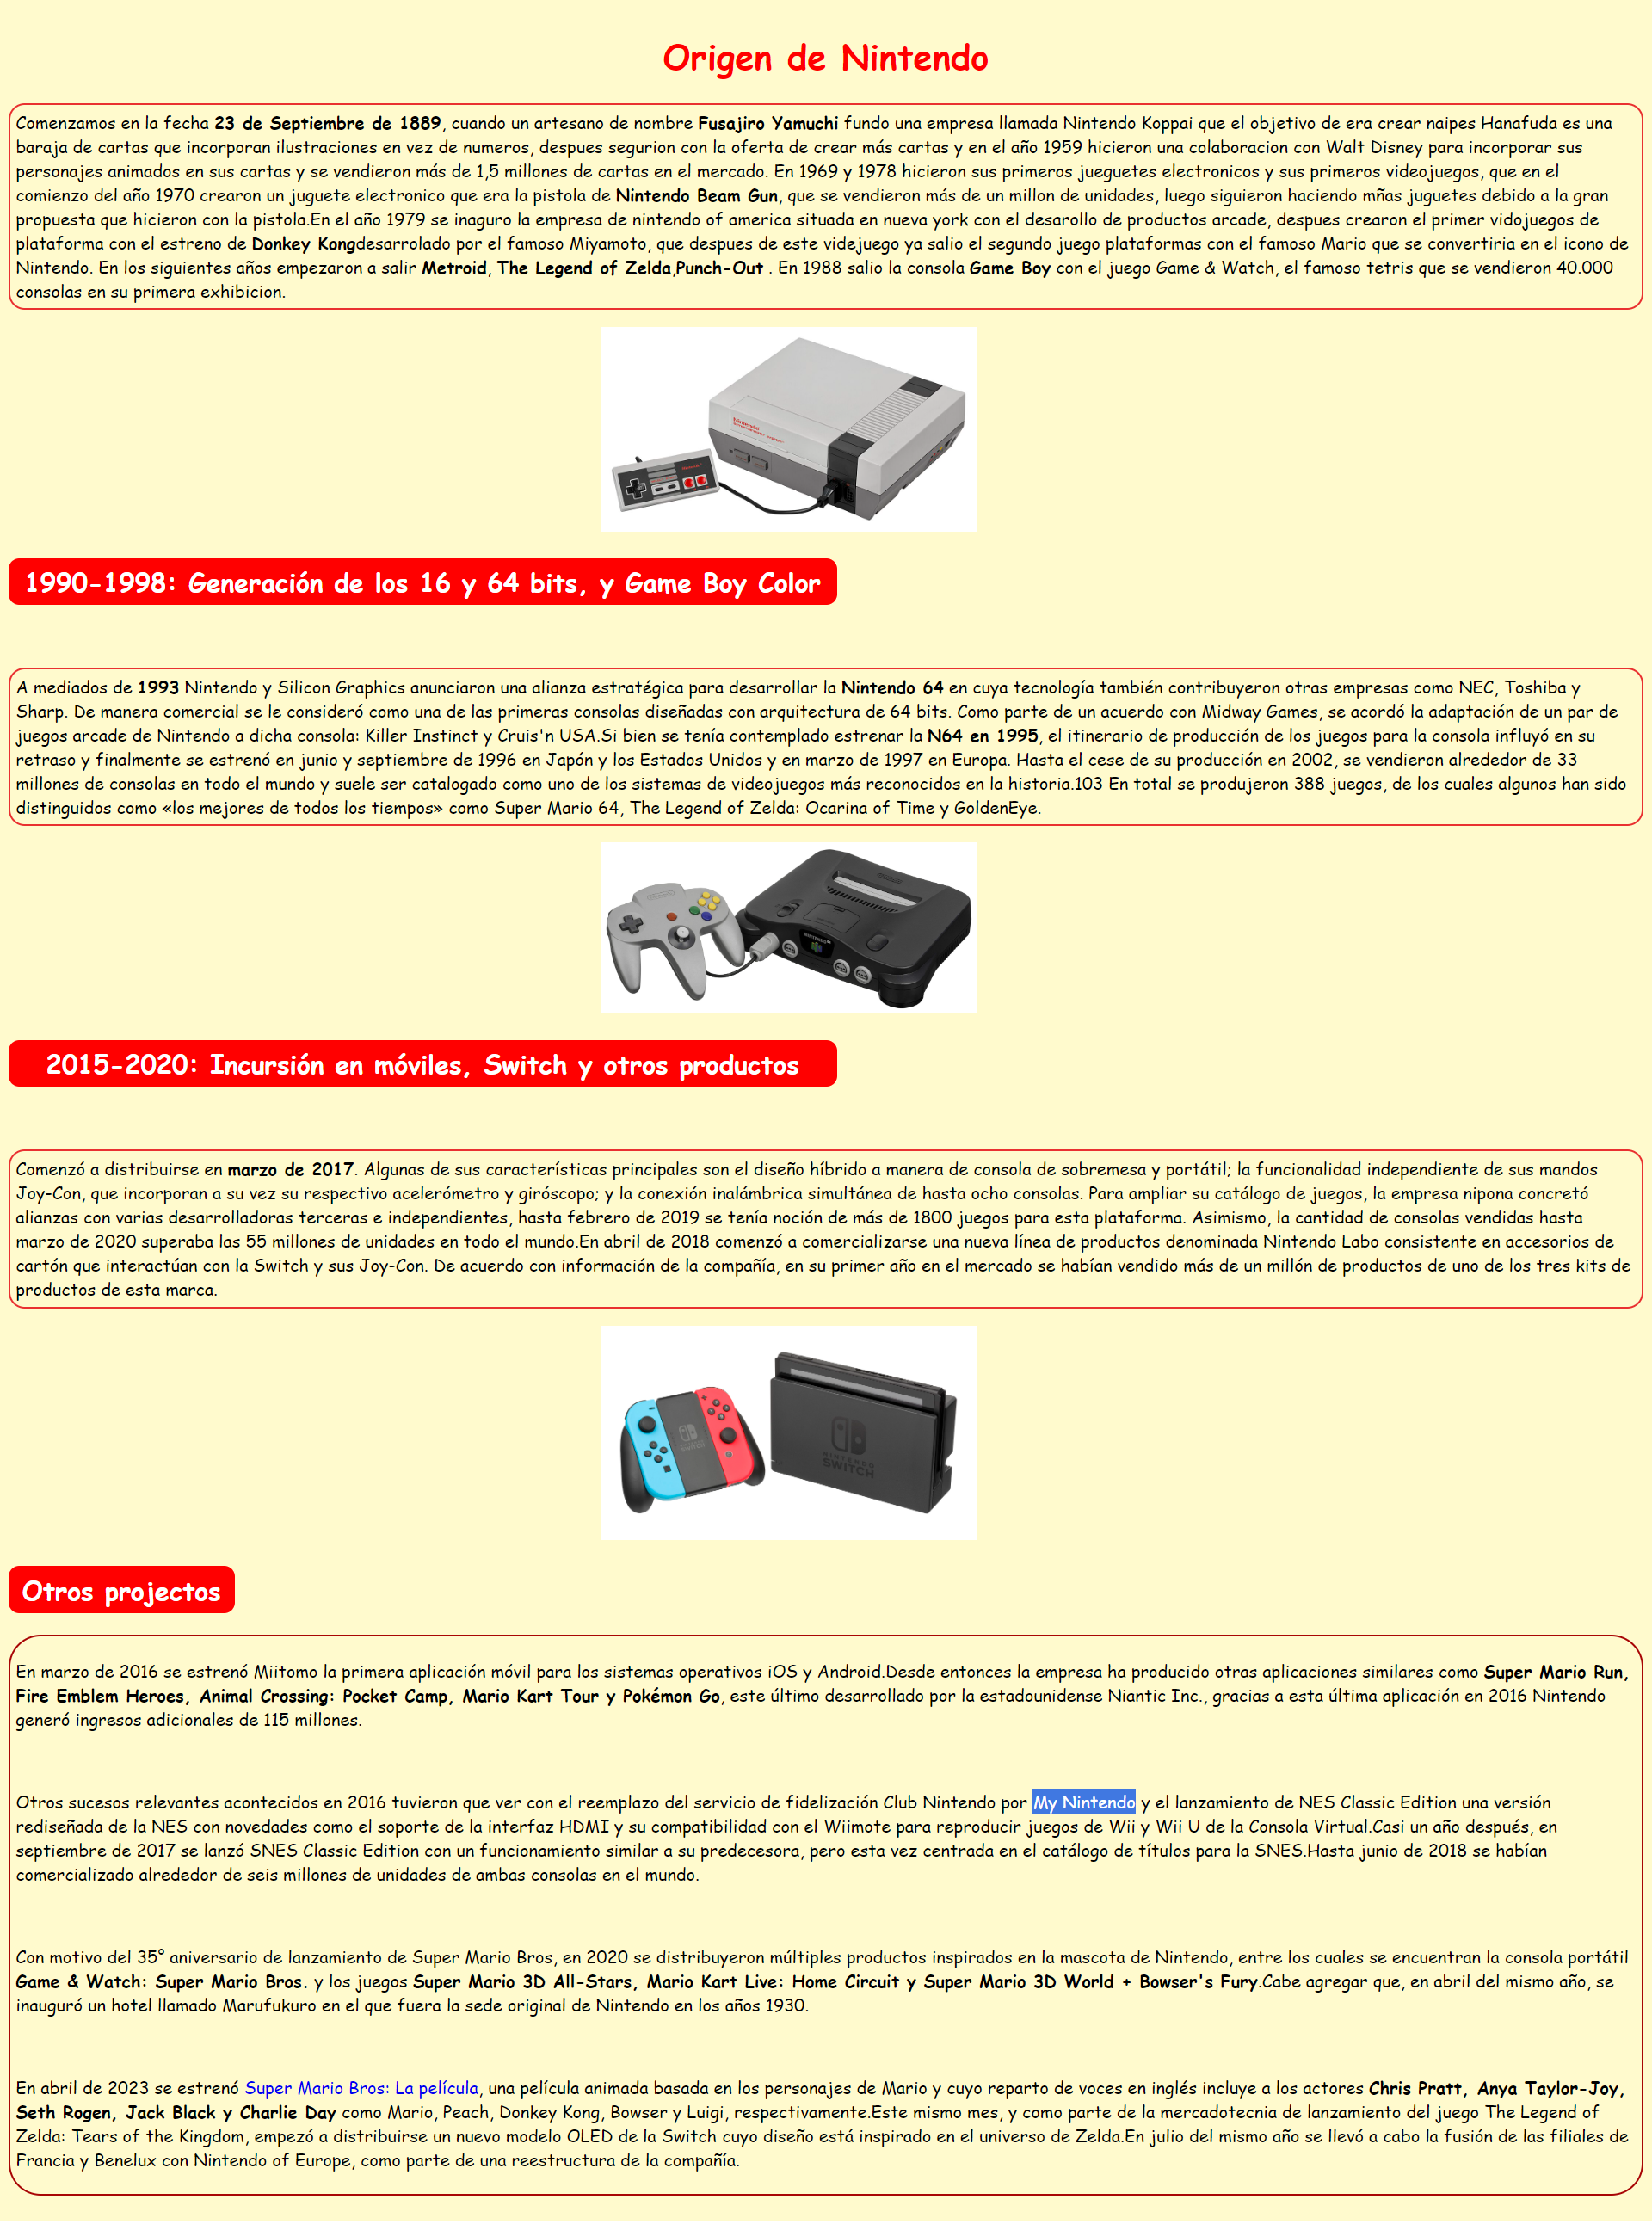 Origen de Nintendo
Comenzamos en la fecha 23 de Septiembre de 1889, cuando un artesano de nombre Fusajiro Yamuchi fundo una empresa llamada Nintendo Koppai que el objetivo de era crear naipes Hanafuda es una
baraja de cartas que incorporan ilustraciones en vez de numeros, despues segurion con la oferta de crear más cartas y en el año 1959 hicieron una colaboracion con Walt Disney para incorporar sus
personajes animados en sus cartas y se vendieron más de 1,5 millones de cartas en el mercado. En 1969 y 1978 hicieron sus primeros jueguetes electronicos y sus primeros videojuegos, que en el
comienzo del año 1970 crearon un juguete electronico que era la pistola de Nintendo Beam Gun, que se vendieron más de un millon de unidades, luego siguieron haciendo mñas juguetes debido a la gran
propuesta que hicieron con la pistola.En el año 1979 se inaguro la empresa de nintendo of america situada en nueva york con el desarollo de productos arcade, despues crearon el primer vidojuegos de
plataforma con el estreno de Donkey Kongdesarrolado por el famoso Miyamoto, que despues de este videjuego ya salio el segundo juego plataformas con el famoso Mario que se convertiria en el icono de
Nintendo. En los siguientes años empezaron a salir Metroid, The Legend of Zelda,Punch-Out . En 1988 salio la consola Game Boy con el juego Game & Watch, el famoso tetris que se vendieron 40.000
consolas en su primera exhibicion.
1990-1998: Generación de los 16 y 64 bits, y Game Boy Color
A mediados de 1993 Nintendo y Silicon Graphics anunciaron una alianza estratégica para desarrollar la Nintendo 64 en cuya tecnología también contribuyeron otras empresas como NEC, Toshiba y
Sharp. De manera comercial se le consideró como una de las primeras consolas diseñadas con arquitectura de 64 bits. Como parte de un acuerdo con Midway Games, se acordó la adaptación de un par de
juegos arcade de Nintendo a dicha consola: Killer Instinct y Cruis'n USA.Si bien se tenía contemplado estrenar la N64 en 1995, el itinerario de producción de los juegos para la consola influyó en su
retraso y finalmente se estrenó en junio y septiembre de 1996 en Japón y los Estados Unidos y en marzo de 1997 en Europa. Hasta el cese de su producción en 2002, se vendieron alrededor de 33
millones de consolas en todo el mundo y suele ser catalogado como uno de los sistemas de videojuegos más reconocidos en la historia.103 En total se produjeron 388 juegos, de los cuales algunos han sido
distinguidos como «los mejores de todos los tiempos» como Super Mario 64, The Legend of Zelda: Ocarina of Time y GoldenEye.
2015-2020: Incursión en móviles, Switch y otros productos
Comenzó a distribuirse en marzo de 2017. Algunas de sus características principales son el diseño híbrido a manera de consola de sobremesa y portátil; la funcionalidad independiente de sus mandos
Joy-Con, que incorporan a su vez su respectivo acelerómetro y giróscopo; y la conexión inalámbrica simultánea de hasta ocho consolas. Para ampliar su catálogo de juegos, la empresa nipona concretó
alianzas con varias desarrolladoras terceras e independientes, hasta febrero de 2019 se tenía noción de más de 1800 juegos para esta plataforma. Asimismo, la cantidad de consolas vendidas hasta
marzo de 2020 superaba las 55 millones de unidades en todo el mundo.En abril de 2018 comenzó a comercializarse una nueva línea de productos denominada Nintendo Labo consistente en accesorios de
cartón que interactúan con la Switch y sus Joy-Con. De acuerdo con información de la compañía, en su primer año en el mercado se habían vendido más de un millón de productos de uno de los tres kits de
productos de esta marca.
NINTENDO
SWITCH
Otros projectos
En marzo de 2016 se estrenó Miitomo la primera aplicación móvil para los sistemas operativos iOS y Android.Desde entonces la empresa ha producido otras aplicaciones similares como Super Mario Run,
Fire Emblem Heroes, Animal Crossing: Pocket Camp, Mario Kart Tour y Pokémon Go, este último desarrollado por la estadounidense Niantic Inc., gracias a esta última aplicación en 2016 Nintendo
generó ingresos adicionales de 115 millones.
Otros sucesos relevantes acontecidos en 2016 tuvieron que ver con el reemplazo del servicio de fidelización Club Nintendo por My Nintendo y el lanzamiento de NES Classic Edition una versión
rediseñada de la NES con novedades como el soporte de la interfaz HDMI y su compatibilidad con el Wiimote para reproducir juegos de Wii y Wii U de la Consola Virtual.Casi un año después, en
septiembre de 2017 se lanzó SNES Classic Edition con un funcionamiento similar a su predecesora, pero esta vez centrada en el catálogo de títulos para la SNES.Hasta junio de 2018 se habían
comercializado alrededor de seis millones de unidades de ambas consolas en el mundo.
Con motivo del 35º aniversario de lanzamiento de Super Mario Bros, en 2020 se distribuyeron múltiples productos inspirados en la mascota de Nintendo, entre los cuales se encuentran la consola portátil
Game & Watch: Super Mario Bros. y los juegos Super Mario 3D All-Stars, Mario Kart Live: Home Circuit y Super Mario 3D World + Bowser's Fury.Cabe agregar que, en abril del mismo año, se
inauguró un hotel llamado Marufukuro en el que fuera la sede original de Nintendo en los años 1930.
En abril de 2023 se estrenó Super Mario Bros: La película, una película animada basada en los personajes de Mario y cuyo reparto de voces en inglés incluye a los actores Chris Pratt, Anya Taylor-Joy,
Seth Rogen, Jack Black y Charlie Day como Mario, Peach, Donkey Kong, Bowser y Luigi, respectivamente.Este mismo mes, y como parte de la mercadotecnia de lanzamiento del juego The Legend of
Zelda: Tears of the Kingdom, empezó a distribuirse un nuevo modelo OLED de la Switch cuyo diseño está inspirado en el universo de Zelda.En julio del mismo año se llevó a cabo la fusión de las filiales de
Francia y Benelux con Nintendo of Europe, como parte de una reestructura de la compañía.